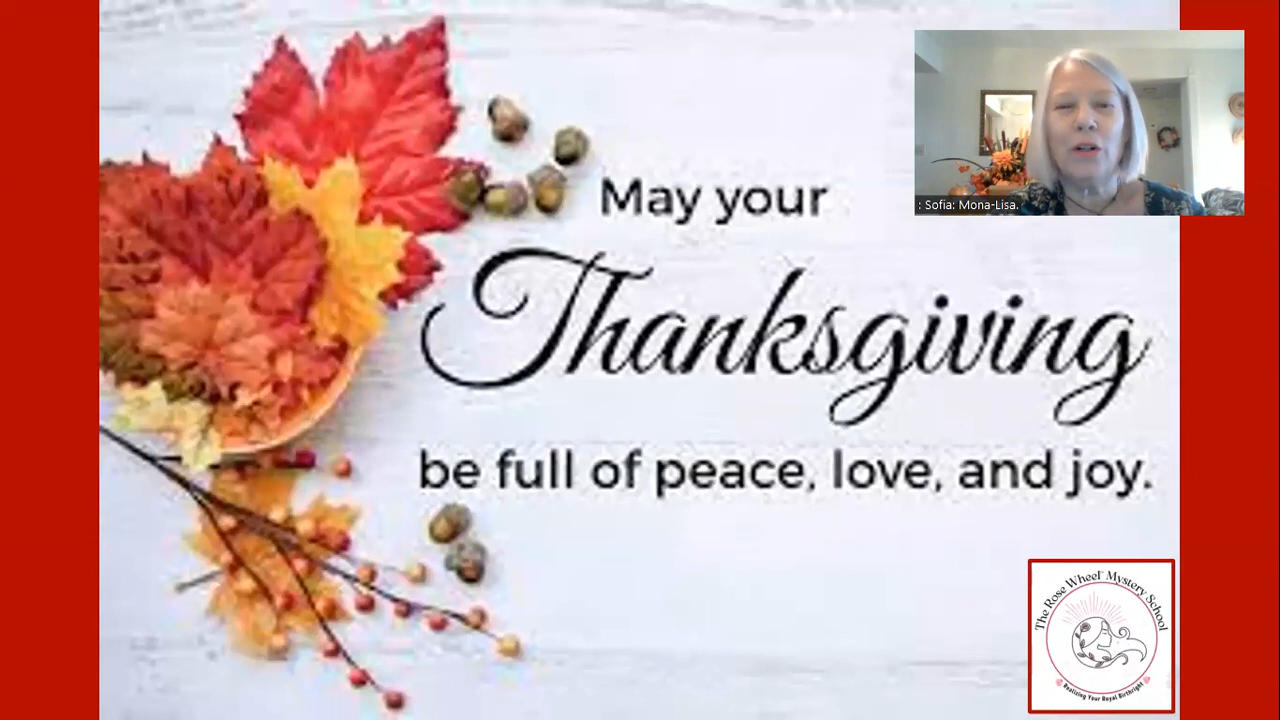 May your
Thanksgiving
be full of peace, love, and joy.
: Sofia: Mona-Lisa.
The Rose Wheel™ Mystery School
Realizing Your Royal Birthright